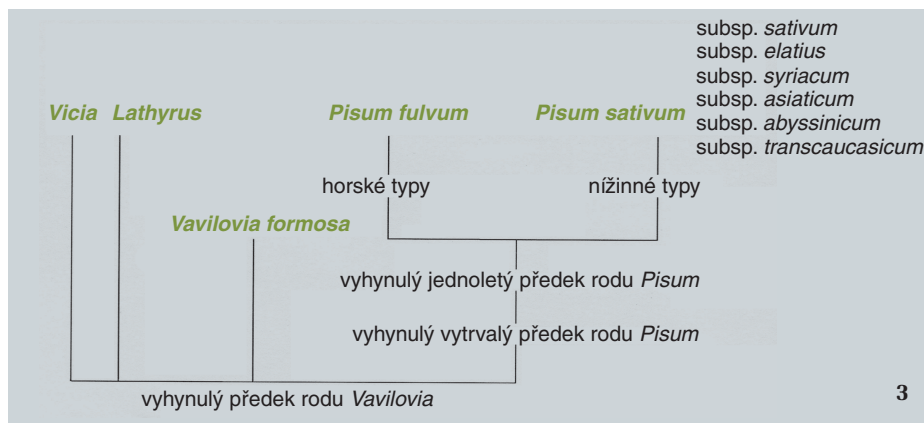 subsp. sativum
subsp. elatius
subsp. syriacum
subsp. asiaticum
subsp. abyssinicum
subsp. transcaucasicum
Vicia Lathyrus Pisum fulvum Pisum sativum
horské typy nížinné typy
Vavilovia formosa
vyhynulý jednoletý předek rodu Pisum
vyhynulý vytrvalý předek rodu Pisum
vyhynulý předek rodu Vavilovia
3